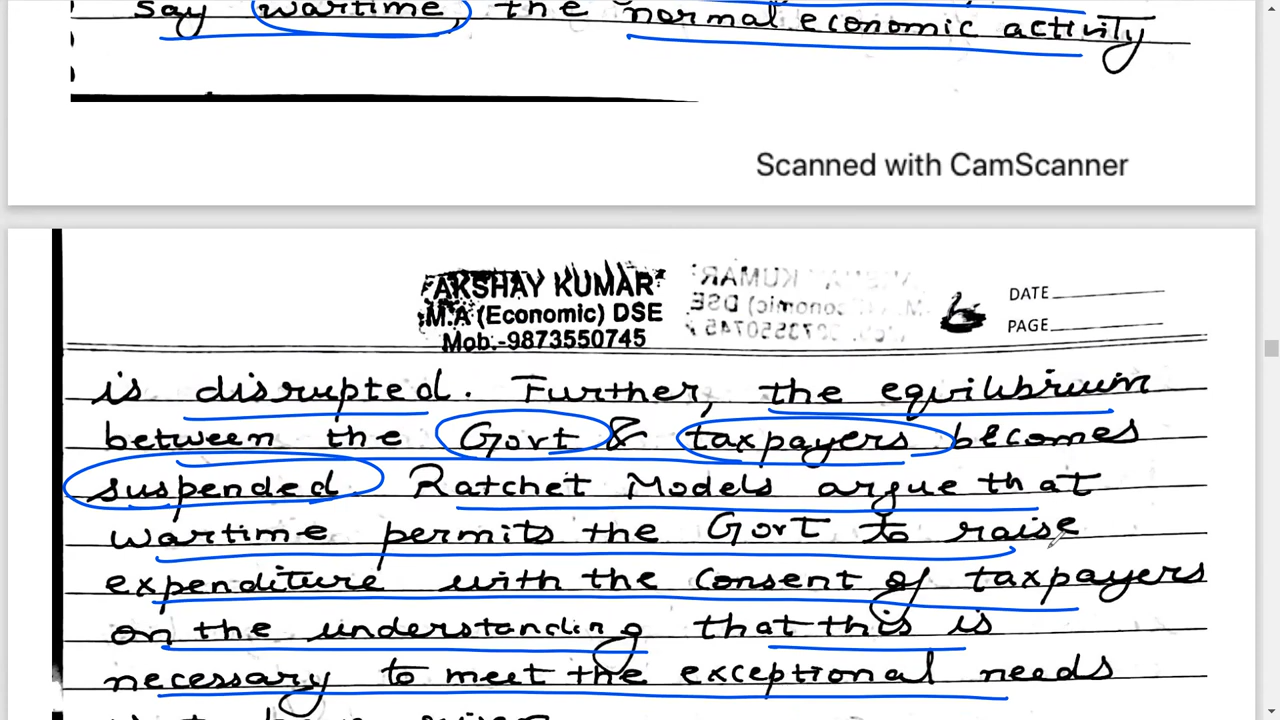 say wartime, the normal economic activity
Scanned with CamScanner
AKSHAY KUMAR
M.A (Economic) DSE
Mob.-9873550745
6
DATE
PAGE
is disrupted. Further, the equilibrium
between the Govt & taxpayers becomes
suspended. Ratchet Models argue that
wartime permits the Govt to raise
expenditure with the consent of taxpayers
on the understanding that this is
necessary to meet the exceptional needs